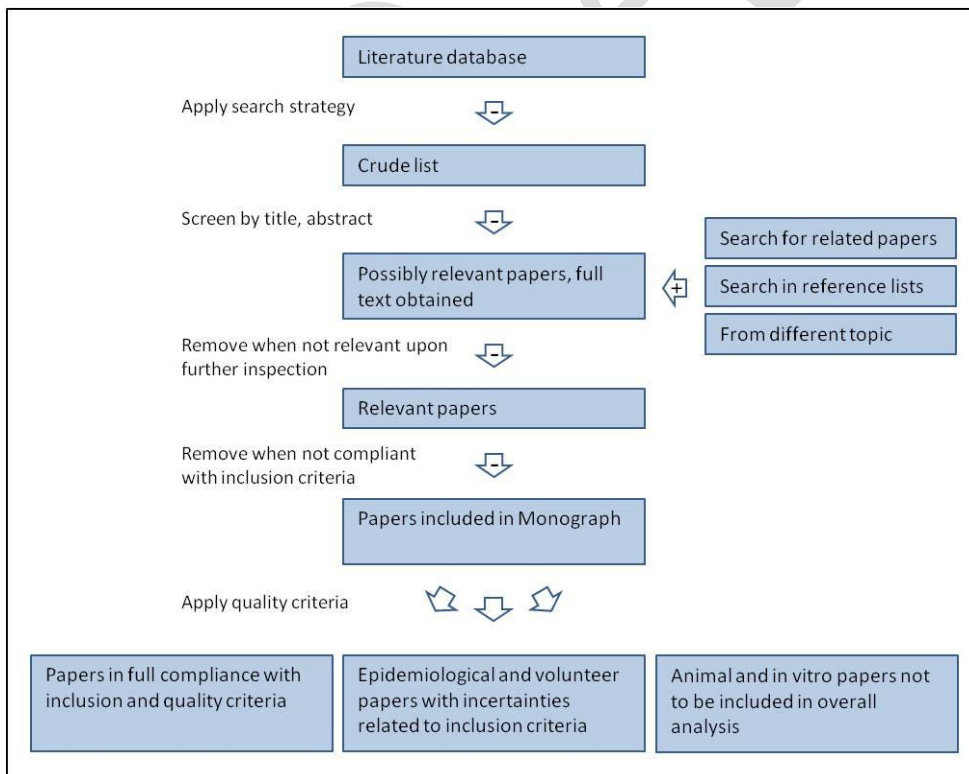 Literature database
Apply search strategy
-
Crude list
Screen by title, abstract
-
Possibly relevant papers, full
text obtained
+
Search for related papers
Search in reference lists
From different topic
Remove when not relevant upon
further inspection
-
Relevant papers
Remove when not compliant
with inclusion criteria
-
Papers included in Monograph
Apply quality criteria
Papers in full compliance with
inclusion and quality criteria
Epidemiological and volunteer
papers with incertainties
related to inclusion criteria
Animal and in vitro papers not
to be included in overall
analysis